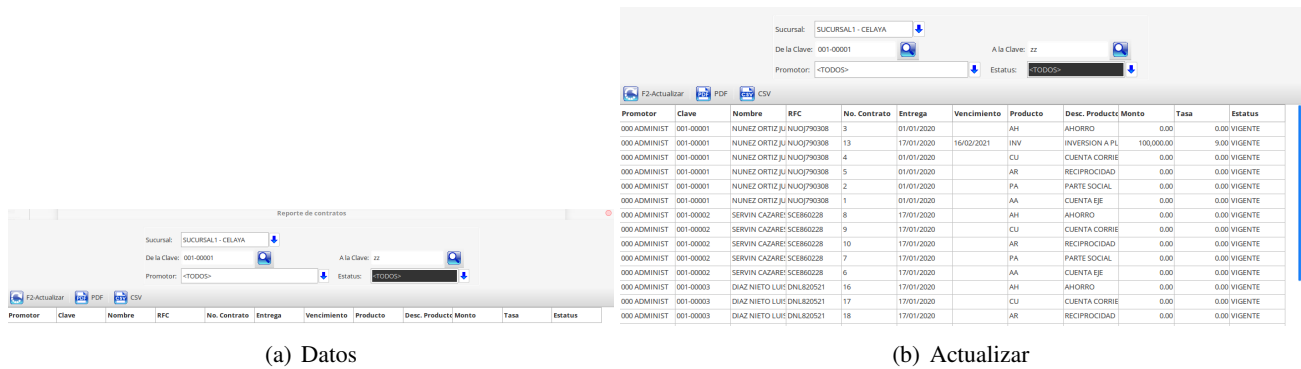 Reporte de contratos
Sucursal: SUCURSAL1 - CELAYA
De la Clave: 001-00001 A la Clave: zz
Promotor: <TODOS> Estatus: <TODOS>
F2-Actualizar PDF CSV
Promotor Clave Nombre RFC No. Contrato Entrega Vencimiento Producto Desc. Producto Monto Tasa Estatus
(a) Datos
Sucursal: SUCURSAL1 - CELAYA
De la Clave: 001-00001 A la Clave: zz
Promotor: <TODOS> Estatus: <TODOS>
F2-Actualizar PDF CSV
Promotor Clave Nombre RFC No. Contrato Entrega Vencimiento Producto Desc. Producto Monto Tasa Estatus
000 ADMINIST 001-00001 NUNEZ ORTIZ JU NUOJ790308 3 01/01/2020 AH AHORRO 0.00 0.00 VIGENTE
000 ADMINIST 001-00001 NUNEZ ORTIZ JU NUOJ790308 13 17/01/2020 16/02/2021 INV INVERSION A PL 100,000.00 9.00 VIGENTE
000 ADMINIST 001-00001 NUNEZ ORTIZ JU NUOJ790308 4 01/01/2020 CU CUENTA CORRIE 0.00 0.00 VIGENTE
000 ADMINIST 001-00001 NUNEZ ORTIZ JU NUOJ790308 5 01/01/2020 AR RECIPROCIDAD 0.00 0.00 VIGENTE
000 ADMINIST 001-00001 NUNEZ ORTIZ JU NUOJ790308 2 01/01/2020 PA PARTE SOCIAL 0.00 0.00 VIGENTE
000 ADMINIST 001-00001 NUNEZ ORTIZ JU NUOJ790308 1 01/01/2020 AA CUENTA EJE 0.00 0.00 VIGENTE
000 ADMINIST 001-00002 SERVIN CAZARES SCE860228 8 17/01/2020 AH AHORRO 0.00 0.00 VIGENTE
000 ADMINIST 001-00002 SERVIN CAZARES SCE860228 9 17/01/2020 CU CUENTA CORRIE 0.00 0.00 VIGENTE
000 ADMINIST 001-00002 SERVIN CAZARES SCE860228 10 17/01/2020 AR RECIPROCIDAD 0.00 0.00 VIGENTE
000 ADMINIST 001-00002 SERVIN CAZARES SCE860228 7 17/01/2020 PA PARTE SOCIAL 0.00 0.00 VIGENTE
000 ADMINIST 001-00002 SERVIN CAZARES SCE860228 6 17/01/2020 AA CUENTA EJE 0.00 0.00 VIGENTE
000 ADMINIST 001-00003 DIAZ NIETO LUIS DNL820521 16 17/01/2020 AH AHORRO 0.00 0.00 VIGENTE
000 ADMINIST 001-00003 DIAZ NIETO LUIS DNL820521 17 17/01/2020 CU CUENTA CORRIE 0.00 0.00 VIGENTE
000 ADMINIST 001-00003 DIAZ NIETO LUIS DNL820521 18 17/01/2020 AR RECIPROCIDAD 0.00 0.00 VIGENTE
(b) Actualizar